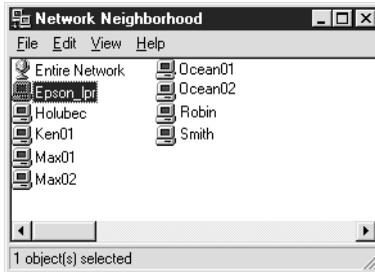 Network Neighborhood
File Edit View Help
Entire Network
Epson_lpr
Holubec
Ken01
Max01
Max02
Ocean01
Ocean02
Robin
Smith
1 object(s) selected